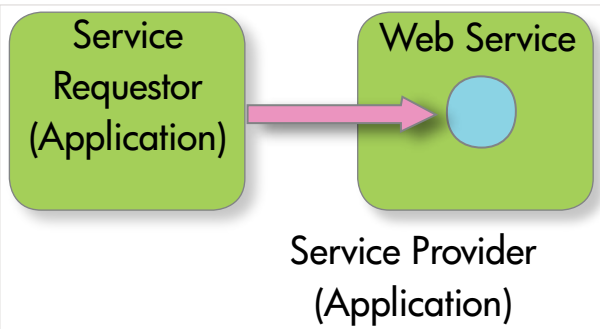 Service
Requestor
(Application)
Web Service
Service Provider
(Application)